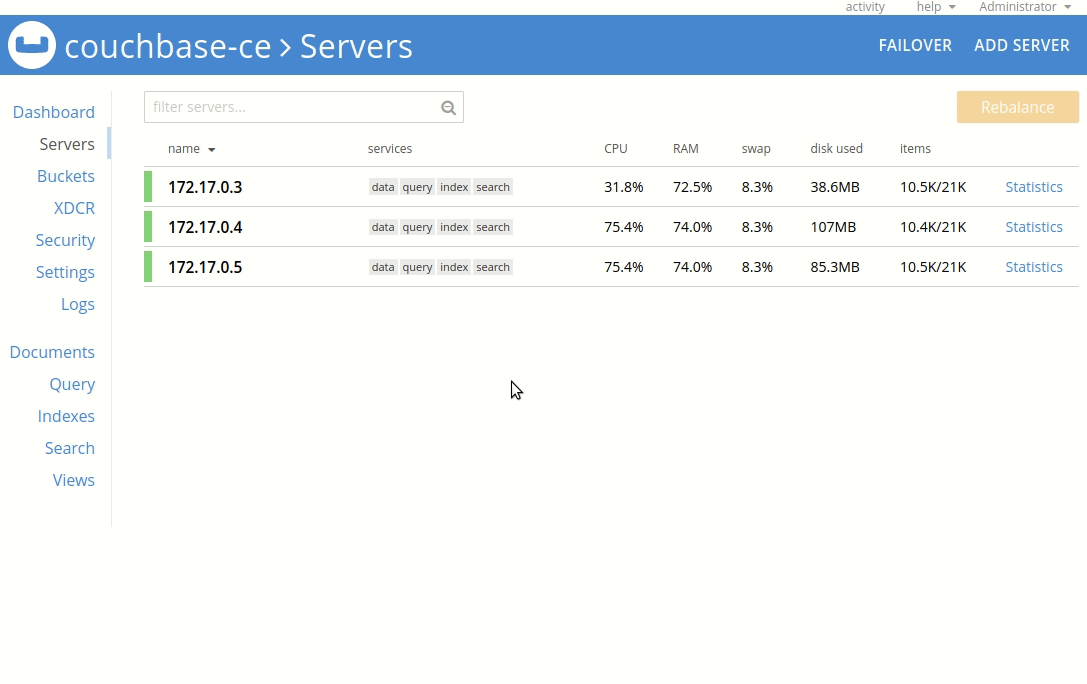 activity help Administrator
couchbase-ce > Servers FAILOVER ADD SERVER
Dashboard
Servers
Buckets
XDCR
Security
Settings
Logs
Documents
Query
Indexes
Search
Views
filter servers... Rebalance
name services CPU RAM swap disk used items
172.17.0.3 data query index search 31.8% 72.5% 8.3% 38.6MB 10.5K/21K Statistics
172.17.0.4 data query index search 75.4% 74.0% 8.3% 107MB 10.4K/21K Statistics
172.17.0.5 data query index search 75.4% 74.0% 8.3% 85.3MB 10.5K/21K Statistics